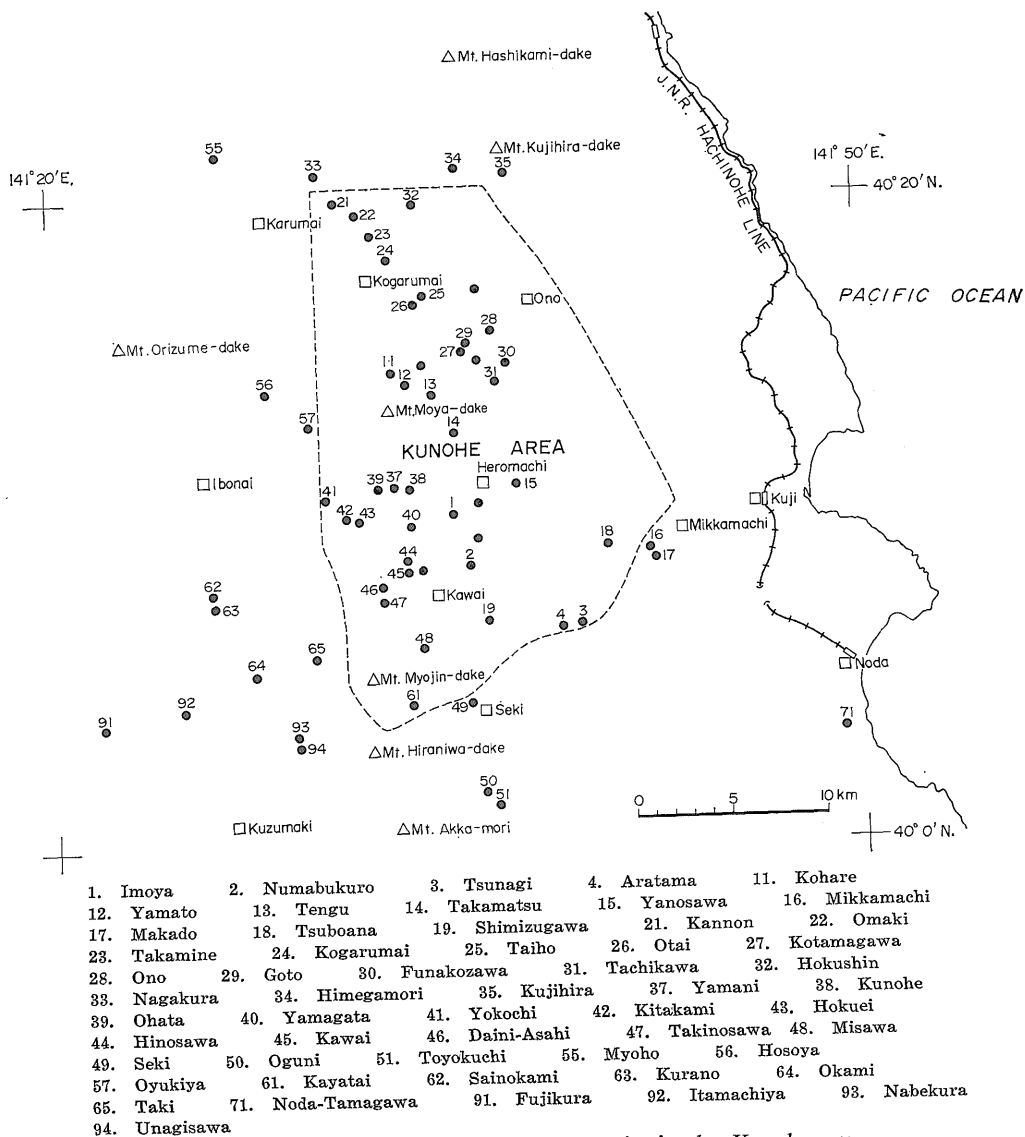 △Mt. Hashikami-dake
J.N.R. HACHINOHE LINE
△Mt.Kujihira-dake
141° 50′E.
40° 20′N.
141° 20′E.
55
33
34
35
21
22
32
□Karumai
23
24
□Kogarumai
25
26
□Ono
PACIFIC OCEAN
28
29
27
30
△Mt.Orizume-dake
11
12
13
31
56
△Mt.Moya-dake
57
14
KUNOHE AREA
Heromachi
□Ibonai
39 37 38
15
41
42 43
1
□Kuji
40
18
16
□Mikkamachi
17
44
45
2
46
47
□Kawai
62
63
19
4 3
48
65
64
□Noda
△Mt. Myojin-dake
61
49
□Seki
92
91
71
93
94
△Mt. Hiraniwa-dake
50
51
0 5 10 km
□Kuzumaki
△Mt. Akka-mori
40° 0′N.
1. Imoya 2. Numabukuro 3. Tsunagi 4. Aratama 11. Kohare
12. Yamato 13. Tengu 14. Takamatsu 15. Yanosawa 16. Mikkamachi
17. Makado 18. Tsuboana 19. Shimizugawa 21. Kannon 22. Omaki
23. Takamine 24. Kogarumai 25. Taiho 26. Otai 27. Kotamagawa
28. Ono 29. Goto 30. Funakozawa 31. Tachikawa 32. Hokushin
33. Nagakura 34. Himegamori 35. Kujihira 37. Yamani 38. Kunohe
39. Ohata 40. Yamagata 41. Yokochi 42. Kitakami 43. Hokuei
44. Hinosawa 45. Kawai 46. Daini-Asahi 47. Takinosawa 48. Misawa
49. Seki 50. Oguni 51. Toyokuchi 55. Myoho 56. Hosoya
57. Oyukiya 61. Kayatai 62. Sainokami 63. Kurano 64. Okami
65. Taki 71. Noda-Tamagawa 91. Fujikura 92. Itamachiya 93. Nabekura
94. Unagisawa